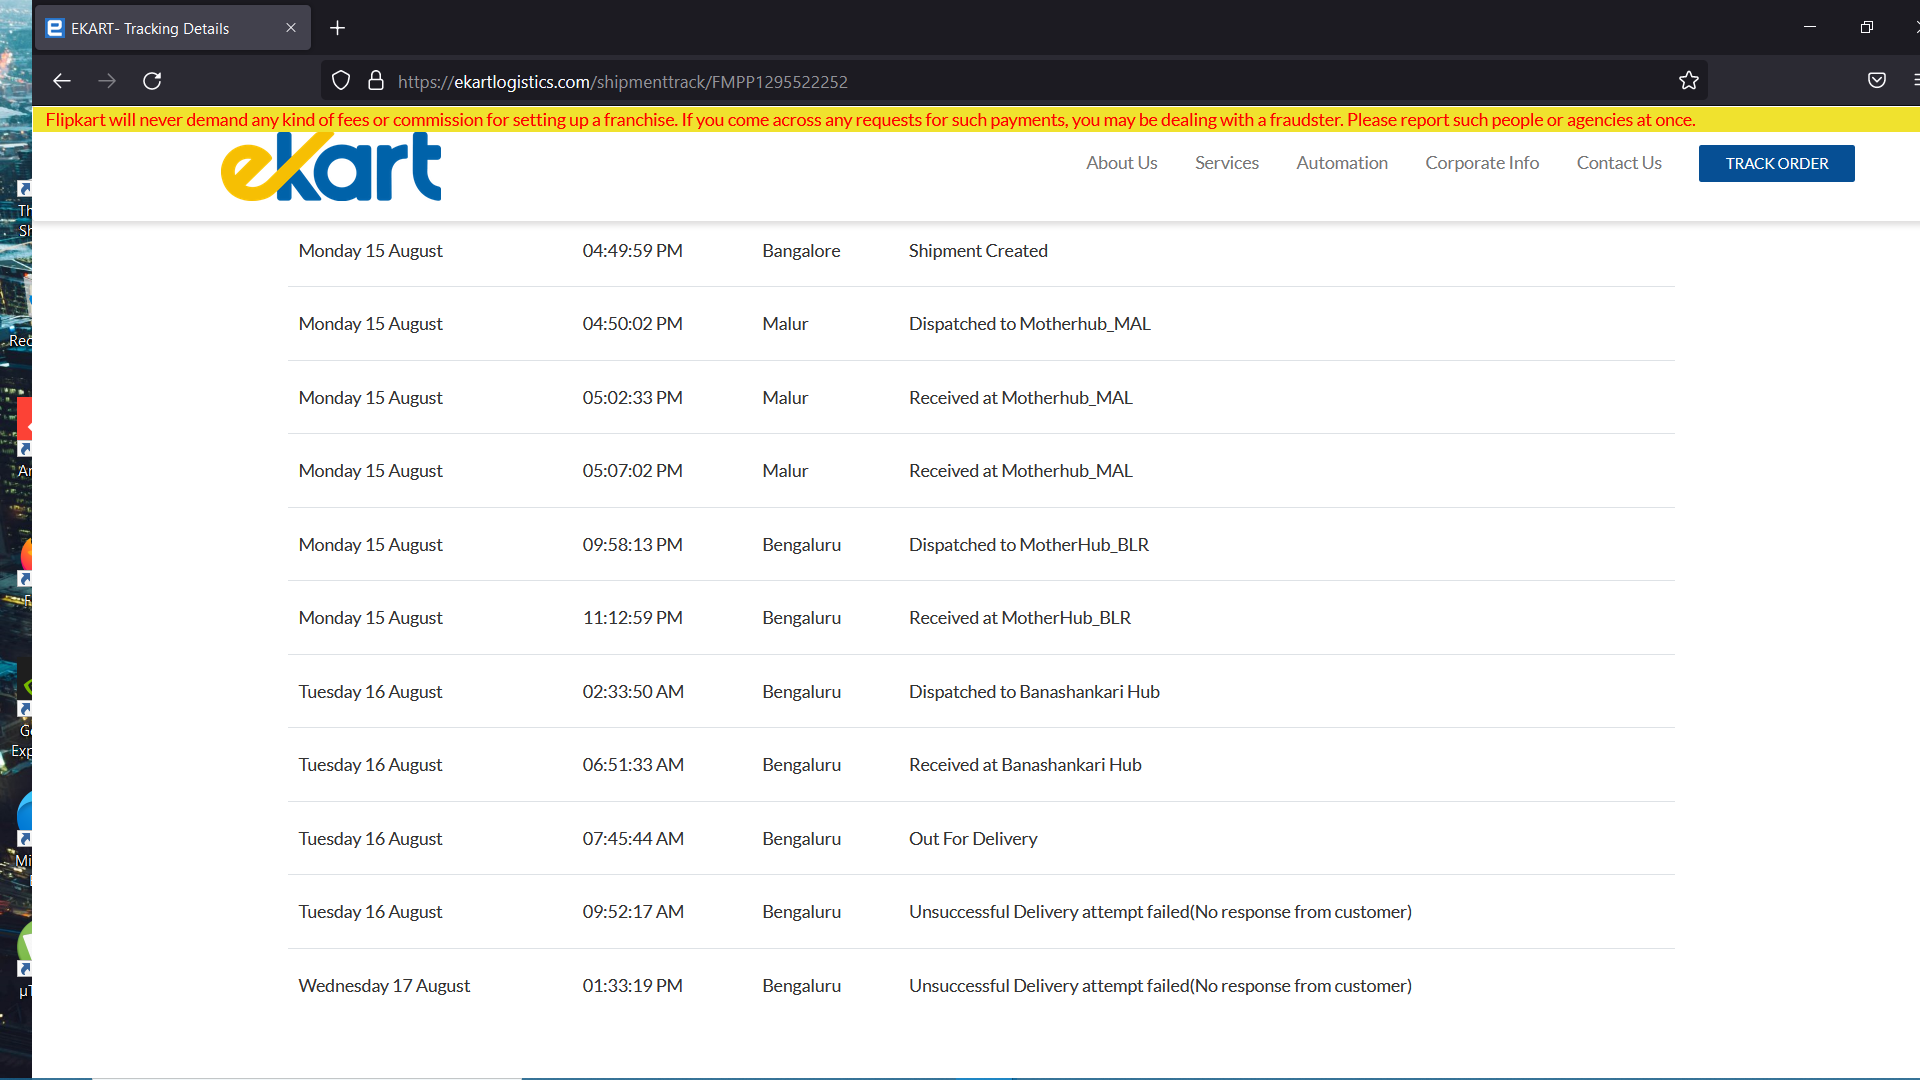 EKART- Tracking Details
https://ekartlogistics.com/shipmenttrack/FMPP1295522252
Flipkart will never demand any kind of fees or commission for setting up a franchise. If you come across any requests for such payments, you may be dealing with a fraudster. Please report such people or agencies at once.
ekart
About Us Services Automation Corporate Info Contact Us TRACK ORDER
Monday 15 August 04:49:59 PM Bangalore Shipment Created
Monday 15 August 04:50:02 PM Malur Dispatched to Motherhub_MAL
Monday 15 August 05:02:33 PM Malur Received at Motherhub_MAL
Monday 15 August 05:07:02 PM Malur Received at Motherhub_MAL
Monday 15 August 09:58:13 PM Bengaluru Dispatched to MotherHub_BLR
Monday 15 August 11:12:59 PM Bengaluru Received at MotherHub_BLR
Tuesday 16 August 02:33:50 AM Bengaluru Dispatched to Banashankari Hub
Tuesday 16 August 06:51:33 AM Bengaluru Received at Banashankari Hub
Tuesday 16 August 07:45:44 AM Bengaluru Out For Delivery
Tuesday 16 August 09:52:17 AM Bengaluru Unsuccessful Delivery attempt failed(No response from customer)
Wednesday 17 August 01:33:19 PM Bengaluru Unsuccessful Delivery attempt failed(No response from customer)